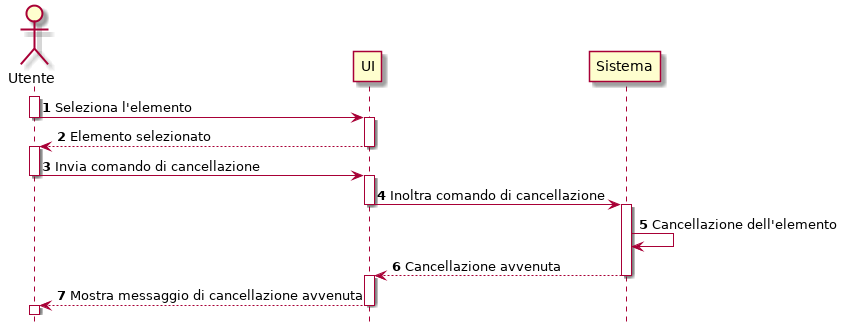 Utente
UI
Sistema
1 Seleziona l'elemento
2 Elemento selezionato
3 Invia comando di cancellazione
4 Inoltra comando di cancellazione
5 Cancellazione dell'elemento
6 Cancellazione avvenuta
7 Mostra messaggio di cancellazione avvenuta